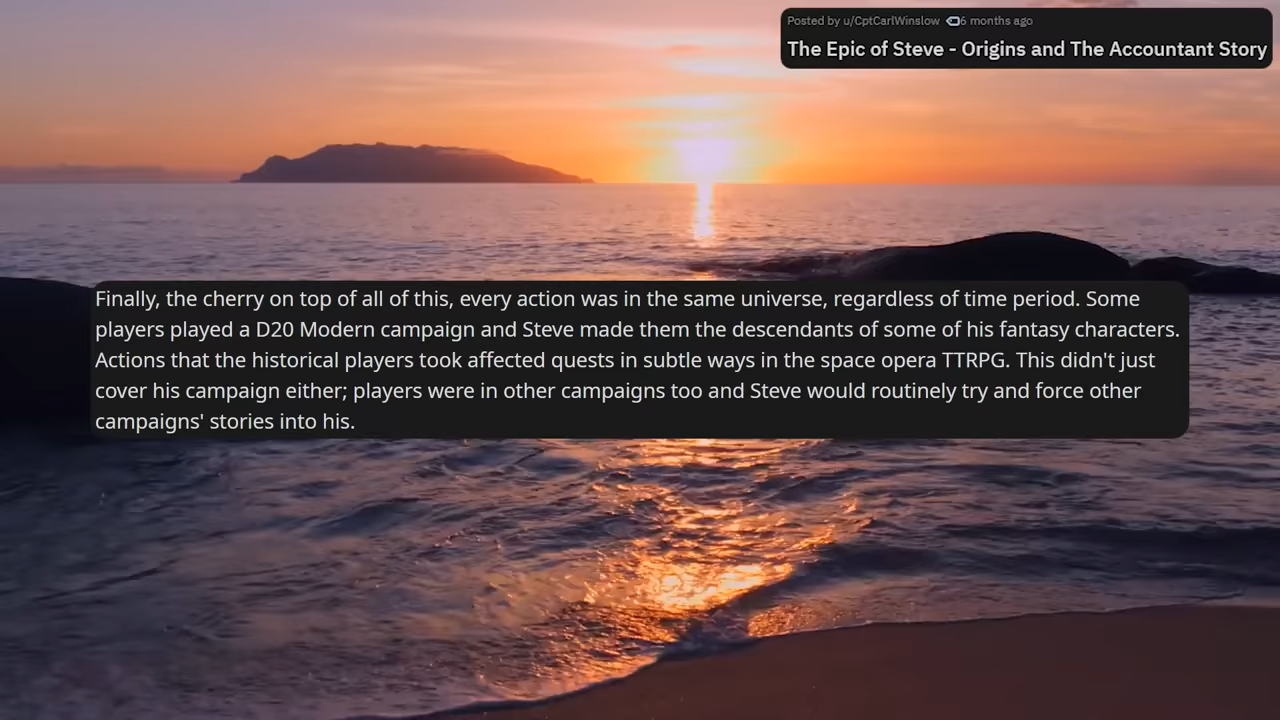 Posted by u/CptCarlWinslow 6 months ago
The Epic of Steve - Origins and The Accountant Story
Finally, the cherry on top of all of this, every action was in the same universe, regardless of time period. Some
players played a D20 Modern campaign and Steve made them the descendants of some of his fantasy characters.
Actions that the historical players took affected quests in subtle ways in the space opera TTRPG. This didn't just
cover his campaign either; players were in other campaigns too and Steve would routinely try and force other
campaigns' stories into his.